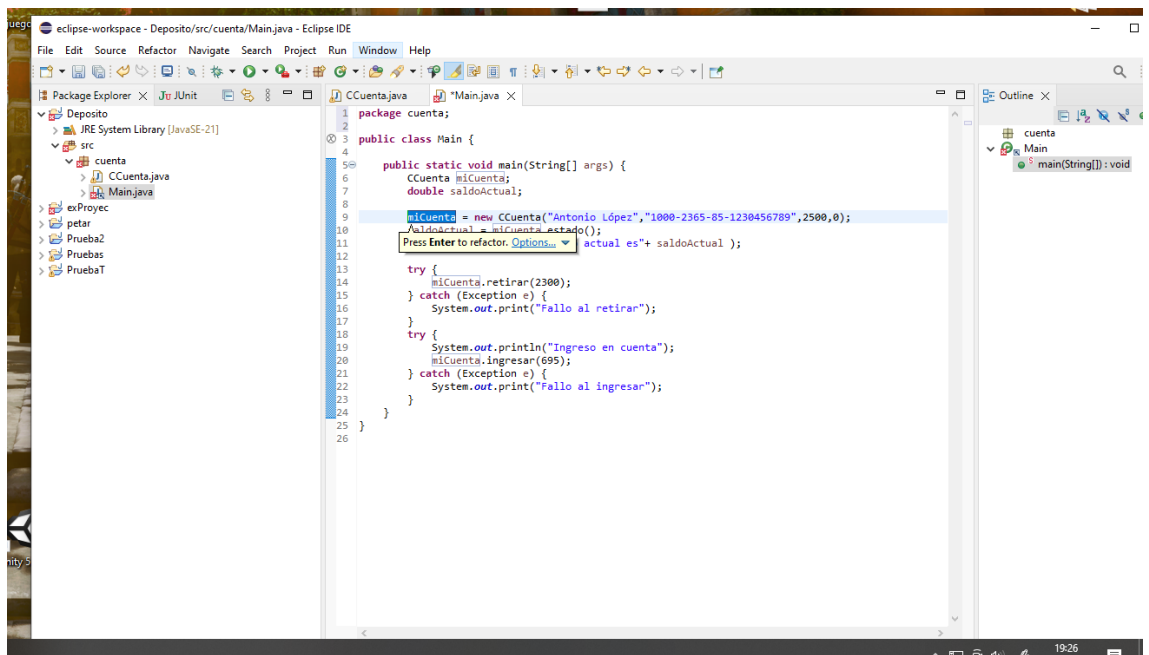 uego
eclipse-workspace - Deposito/src/cuenta/Main.java - Eclipse IDE
File Edit Source Refactor Navigate Search Project Run Window Help
Package Explorer JUnit
Deposito
JRE System Library [JavaSE-21]
src
cuenta
CCuenta.java
Main.java
exProyec
petar
Prueba2
Pruebas
PruebaT
nity 5
CCuenta.java *Main.java
1 package cuenta;
2
3 public class Main {
4
5 public static void main(String[] args) {
6 CCuenta miCuenta;
7 double saldoActual;
8
9 miCuenta = new CCuenta("Antonio López","1000-2365-85-1230456789",2500,0);
10 saldoActual = miCuenta.estado();
11 actual es"+ saldoActual );
Press Enter to refactor. Options...
12
13 try {
14 miCuenta.retirar(2300);
15 } catch (Exception e) {
16 System.out.print("Fallo al retirar");
17 }
18 try {
19 System.out.println("Ingreso en cuenta");
20 miCuenta.ingresar(695);
21 } catch (Exception e) {
22 System.out.print("Fallo al ingresar");
23 }
24 }
25 }
26
Outline
cuenta
Main
main(String[]) : void
19:26